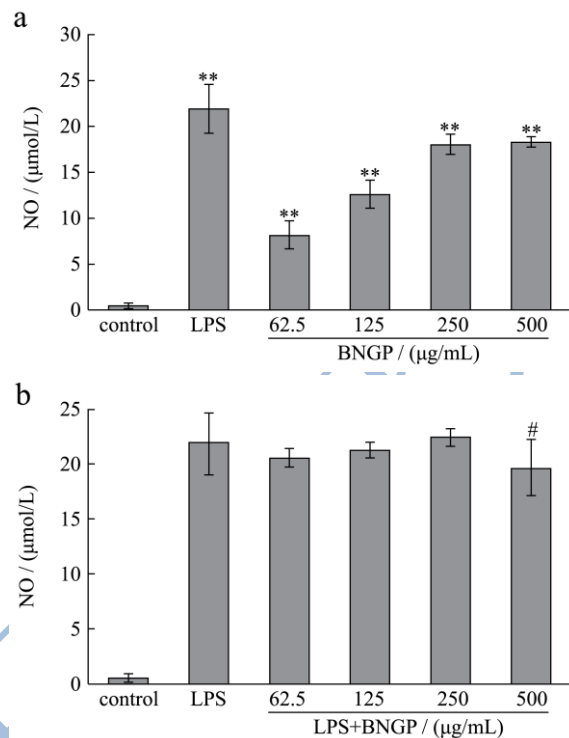 a
30
25
20
15
10
5
0
NO / (μmol/L)
** ** ** ** **
control LPS 62.5 125 250 500
BNGP / (μg/mL)
b
25
20
15
10
5
0
NO / (μmol/L)
#
control LPS 62.5 125 250 500
LPS+BNGP / (μg/mL)